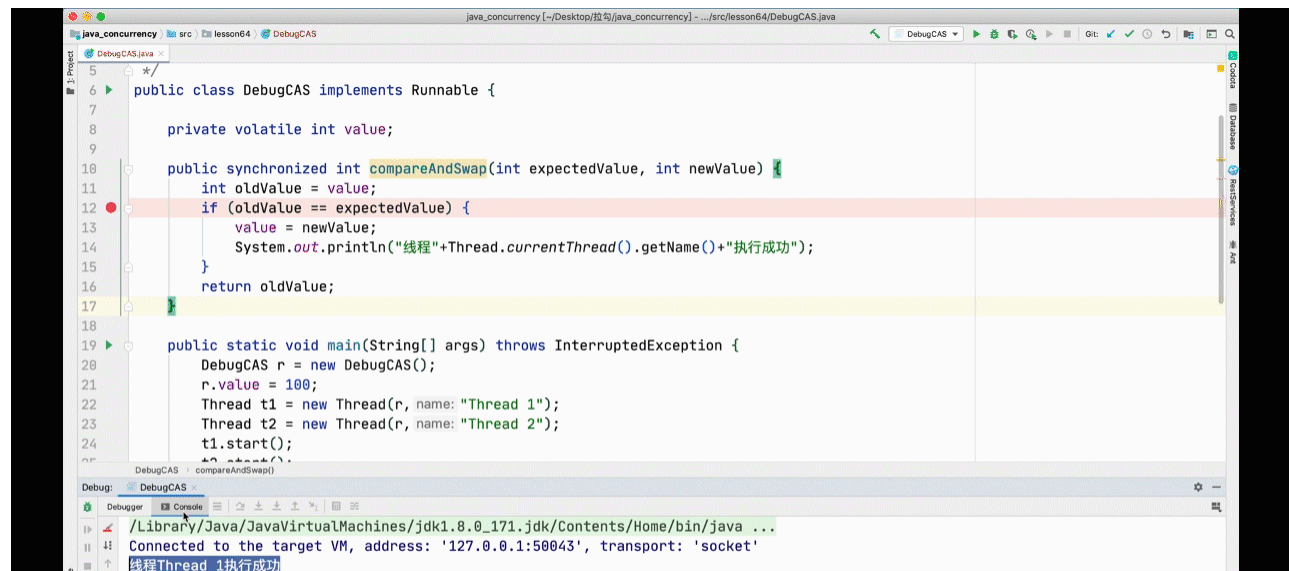 java_concurrency [~/Desktop/拉勾/java_concurrency] - .../src/lesson64/DebugCAS.java
java_concurrency src lesson64 DebugCAS DebugCAS Git:
DebugCAS.java
1: Project
5 */
6 public class DebugCAS implements Runnable {
7
8 private volatile int value;
9
10 public synchronized int compareAndSwap(int expectedValue, int newValue) {
11 int oldValue = value;
12 if (oldValue == expectedValue) {
13 value = newValue;
14 System.out.println("线程"+Thread.currentThread().getName()+"执行成功");
15 }
16 return oldValue;
17 }
18
19 public static void main(String[] args) throws InterruptedException {
20 DebugCAS r = new DebugCAS();
21 r.value = 100;
22 Thread t1 = new Thread(r, name: "Thread 1");
23 Thread t2 = new Thread(r, name: "Thread 2");
24 t1.start();
25 t2.start();
Codota
Database
RestServices
Ant
DebugCAS compareAndSwap()
Debug: DebugCAS
Debugger Console
/Library/Java/JavaVirtualMachines/jdk1.8.0_171.jdk/Contents/Home/bin/java ...
Connected to the target VM, address: '127.0.0.1:50043', transport: 'socket'
线程Thread 1执行成功